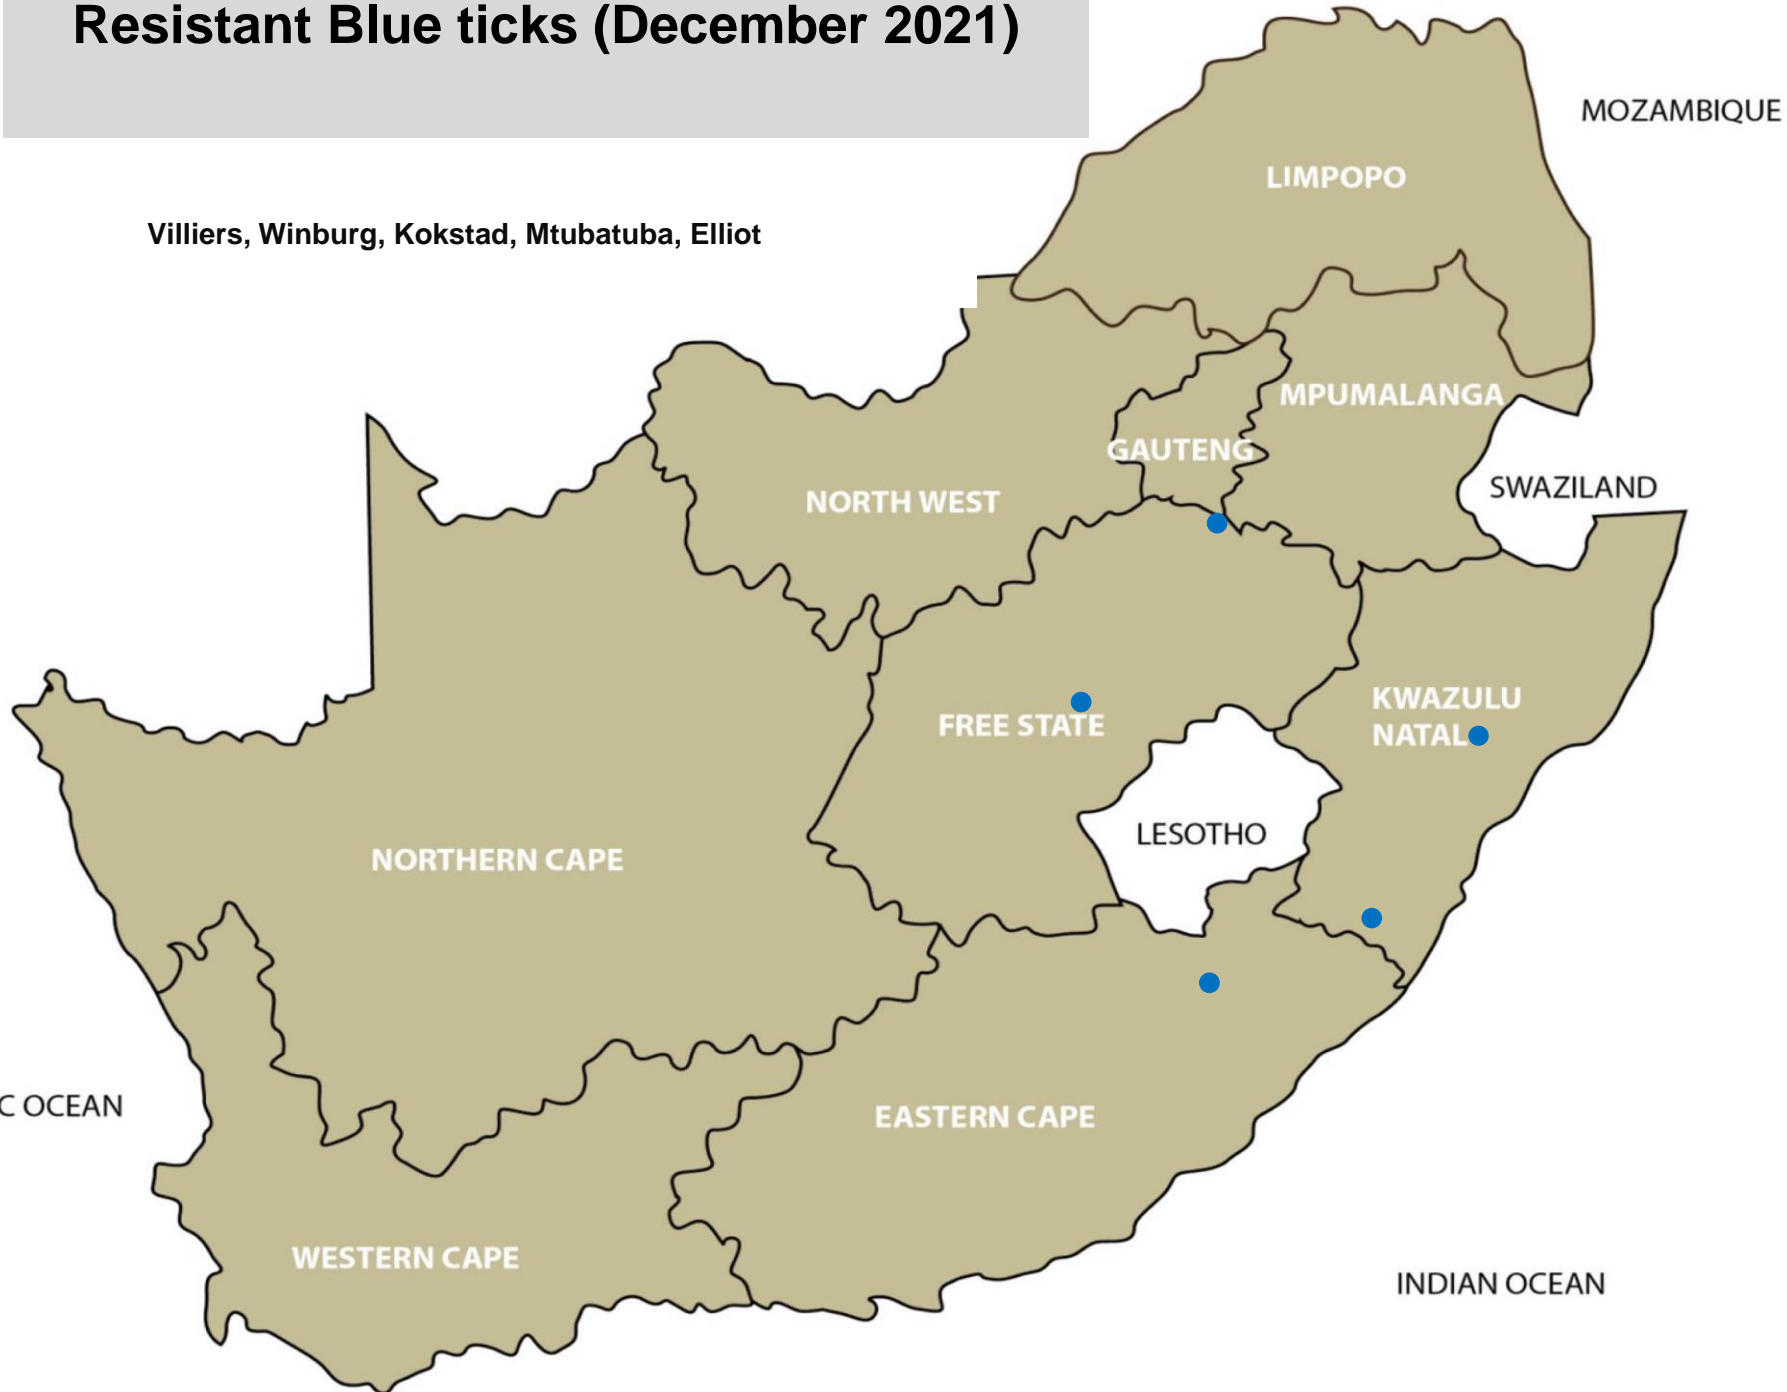 Resistant Blue ticks (December 2021)
MOZAMBIQUE
LIMPOPO
Villiers, Winburg, Kokstad, Mtubatuba, Elliot
MPUMALANGA
GAUTENG
SWAZILAND
NORTH WEST
KWAZULU
NATAL
FREE STATE
LESOTHO
NORTHERN CAPE
C OCEAN
EASTERN CAPE
WESTERN CAPE
INDIAN OCEAN